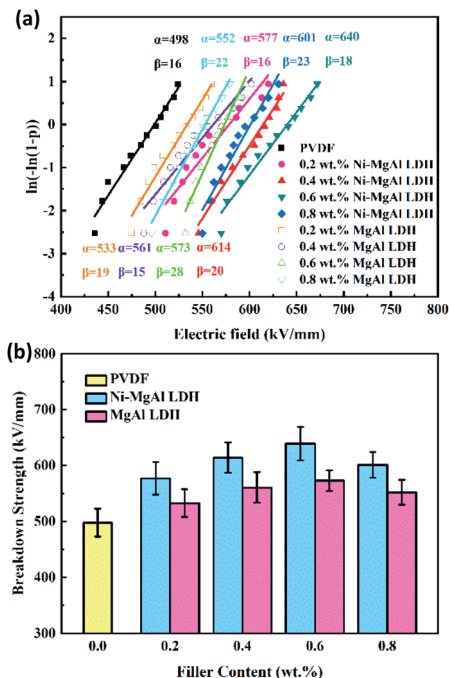 (a)
α=498 α=552 α=577 α=601 α=640
β=16 β=22 β=16 β=23 β=18
ln(-ln(1-p))
2
1
0
-1
-2
-3
-4
PVDF
0.2 wt.% Ni-MgAl LDH
0.4 wt.% Ni-MgAl LDH
0.6 wt.% Ni-MgAl LDH
0.8 wt.% Ni-MgAl LDH
0.2 wt.% MgAl LDH
0.4 wt.% MgAl LDH
0.6 wt.% MgAl LDH
0.8 wt.% MgAl LDH
α=533 α=561 α=573 α=614
β=19 β=15 β=28 β=20
400 450 500 550 600 650 700 750 800
Electric field (kV/mm)
(b)
Breakdown Strength (kV/mm)
800
700
600
500
400
300
PVDF
Ni-MgAl LDH
MgAl LDH
0.0 0.2 0.4 0.6 0.8
Filler Content (wt.%)